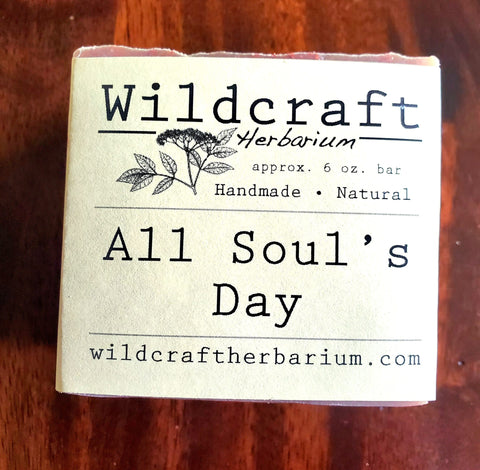 Wildcraft
Herbarium
approx. 6 oz. bar
Handmade • Natural
All Soul's
Day
wildcraftherbarium.com